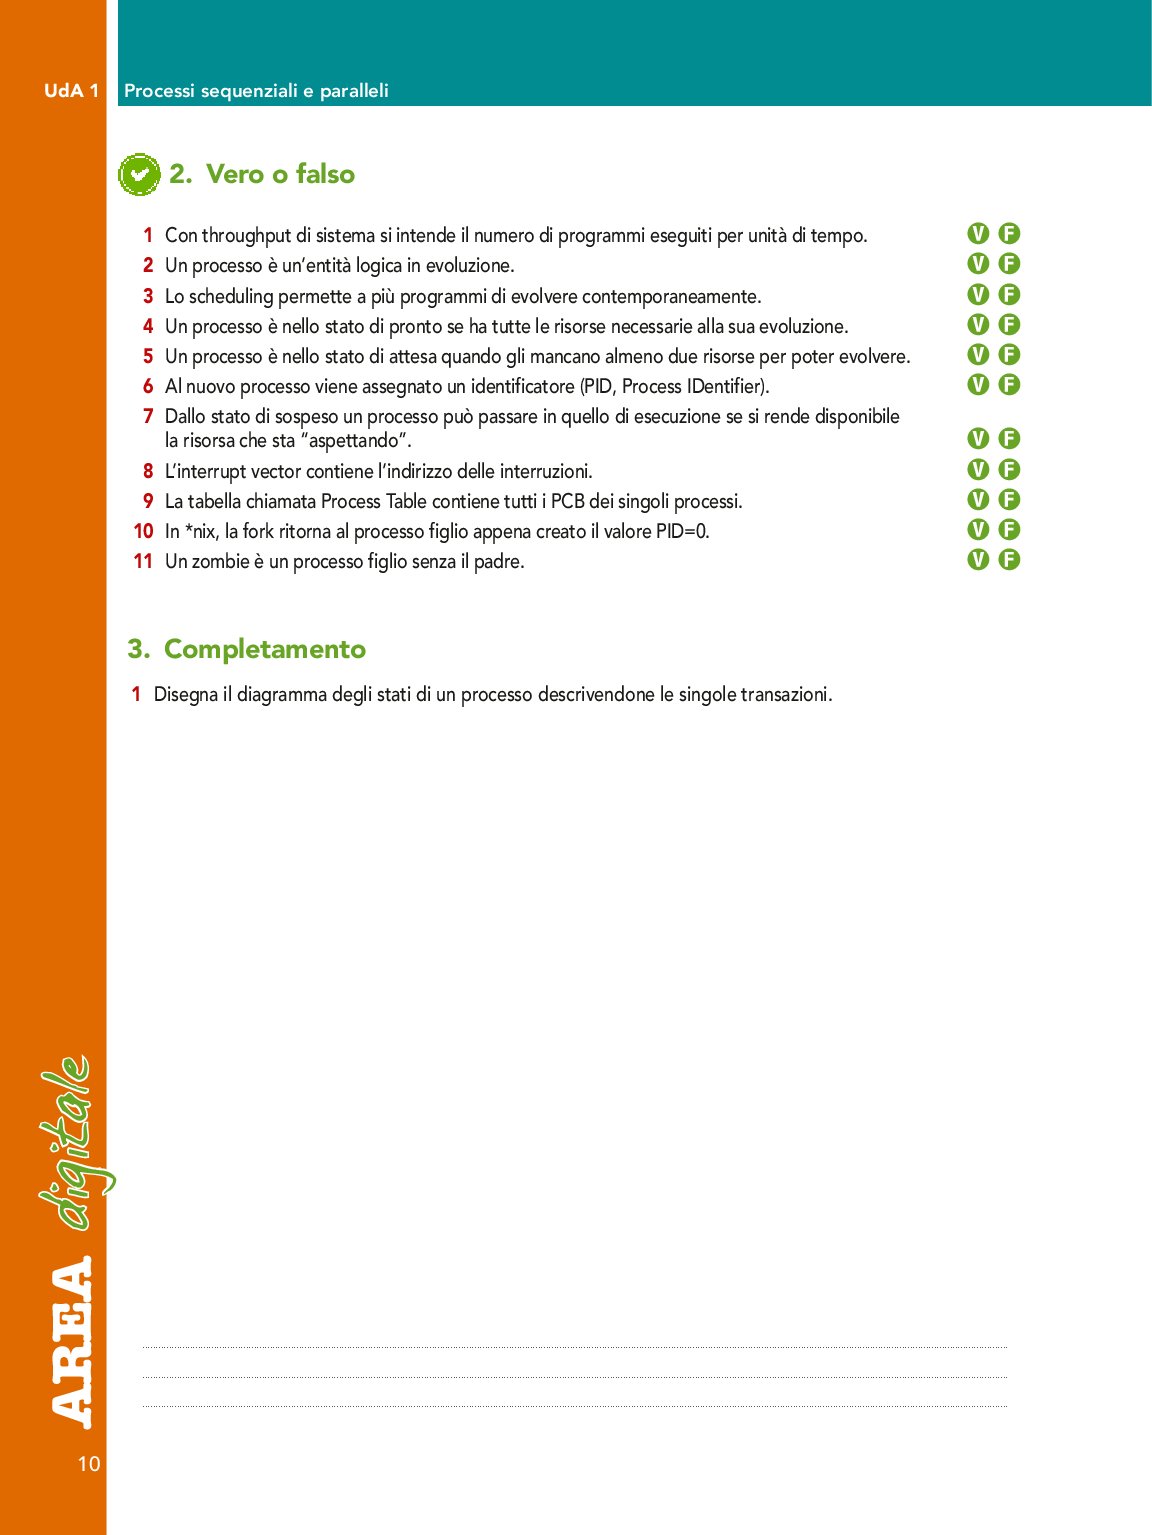 UdA 1 Processi sequenziali e paralleli
2. Vero o falso
1 Con throughput di sistema si intende il numero di programmi eseguiti per unità di tempo. V F
2 Un processo è un’entità logica in evoluzione. V F
3 Lo scheduling permette a più programmi di evolvere contemporaneamente. V F
4 Un processo è nello stato di pronto se ha tutte le risorse necessarie alla sua evoluzione. V F
5 Un processo è nello stato di attesa quando gli mancano almeno due risorse per poter evolvere. V F
6 Al nuovo processo viene assegnato un identificatore (PID, Process IDentifier). V F
7 Dallo stato di sospeso un processo può passare in quello di esecuzione se si rende disponibile
la risorsa che sta “aspettando”. V F
8 L’interrupt vector contiene l’indirizzo delle interruzioni. V F
9 La tabella chiamata Process Table contiene tutti i PCB dei singoli processi. V F
10 In *nix, la fork ritorna al processo figlio appena creato il valore PID=0. V F
11 Un zombie è un processo figlio senza il padre. V F
3. Completamento
1 Disegna il diagramma degli stati di un processo descrivendone le singole transazioni.
AREA digitale
10